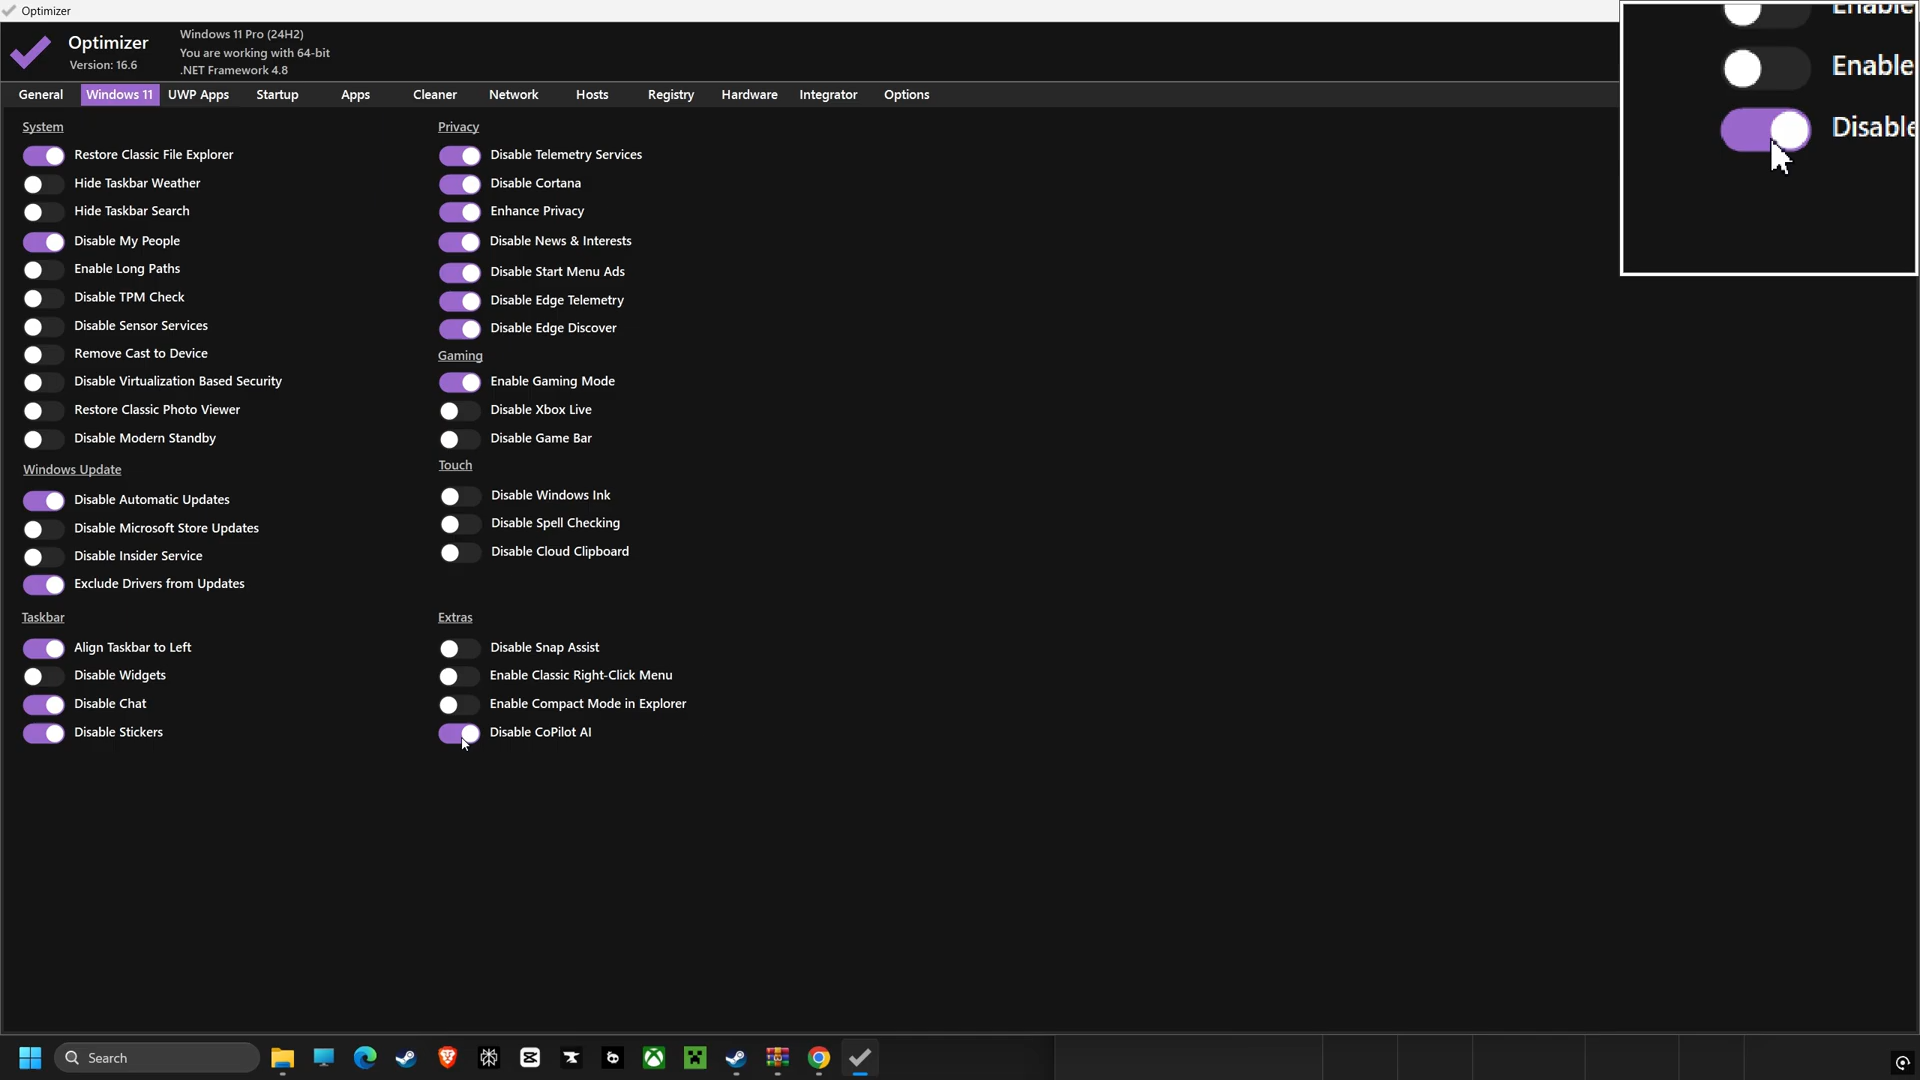 Optimizer
Optimizer
Version: 16.6
Windows 11 Pro (24H2)
You are working with 64-bit
.NET Framework 4.8
General
Windows 11
UWP Apps
Startup
Apps
Cleaner
Network
Hosts
Registry
Hardware
Integrator
Options
System
Restore Classic File Explorer
Hide Taskbar Weather
Hide Taskbar Search
Disable My People
Enable Long Paths
Disable TPM Check
Disable Sensor Services
Remove Cast to Device
Disable Virtualization Based Security
Restore Classic Photo Viewer
Disable Modern Standby
Windows Update
Disable Automatic Updates
Disable Microsoft Store Updates
Disable Insider Service
Exclude Drivers from Updates
Taskbar
Align Taskbar to Left
Disable Widgets
Disable Chat
Disable Stickers
Privacy
Disable Telemetry Services
Disable Cortana
Enhance Privacy
Disable News & Interests
Disable Start Menu Ads
Disable Edge Telemetry
Disable Edge Discover
Gaming
Enable Gaming Mode
Disable Xbox Live
Disable Game Bar
Touch
Disable Windows Ink
Disable Spell Checking
Disable Cloud Clipboard
Extras
Disable Snap Assist
Enable Classic Right-Click Menu
Enable Compact Mode in Explorer
Disable CoPilot AI
Enable
Enable
Disable
Search